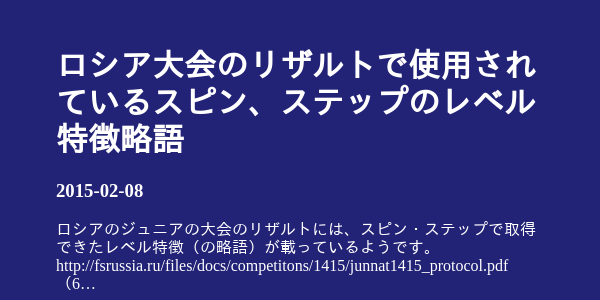 ロシア大会のリザルトで使用され
ているスピン、ステップのレベル
特徴略語
2015-02-08
ロシアのジュニアの大会のリザルトには、スピン・ステップで取得
できたレベル特徴（の略語）が載っているようです。
http://fsrussia.ru/files/docs/competitons/1415/junnat1415_protocol.pdf
（6…